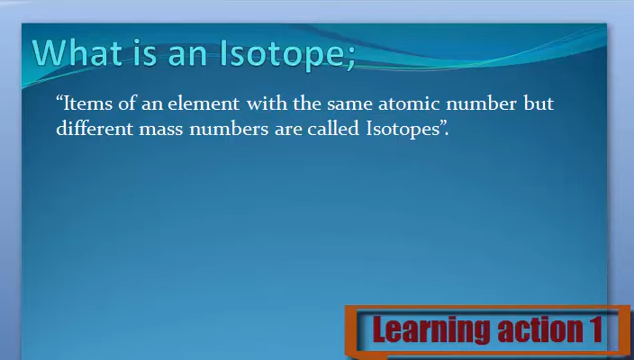 What is an Isotope;
“Items of an element with the same atomic number but
different mass numbers are called Isotopes”.
Learning action 1